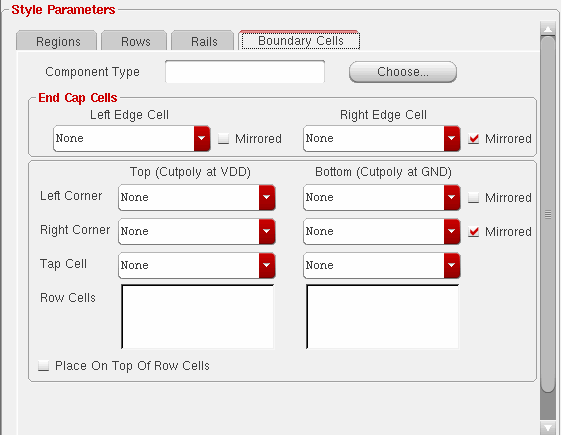 Style Parameters
Regions Rows Rails Boundary Cells
Component Type Choose...
End Cap Cells
Left Edge Cell Right Edge Cell
None Mirrored None Mirrored
Top (Cutpoly at VDD) Bottom (Cutpoly at GND)
Left Corner None None Mirrored
Right Corner None None Mirrored
Tap Cell None None
Row Cells
Place On Top Of Row Cells